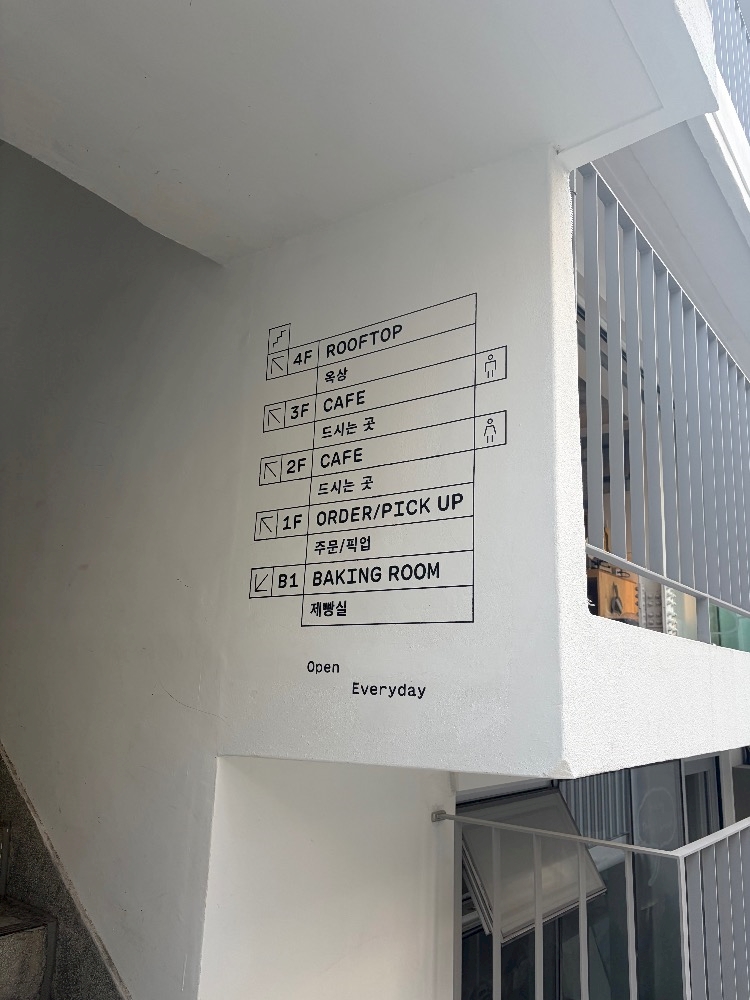 4F ROOFTOP
옥상
3F CAFE
드시는 곳
2F CAFE
드시는 곳
1F ORDER/PICK UP
주문/픽업
B1 BAKING ROOM
제빵실
Open
Everyday